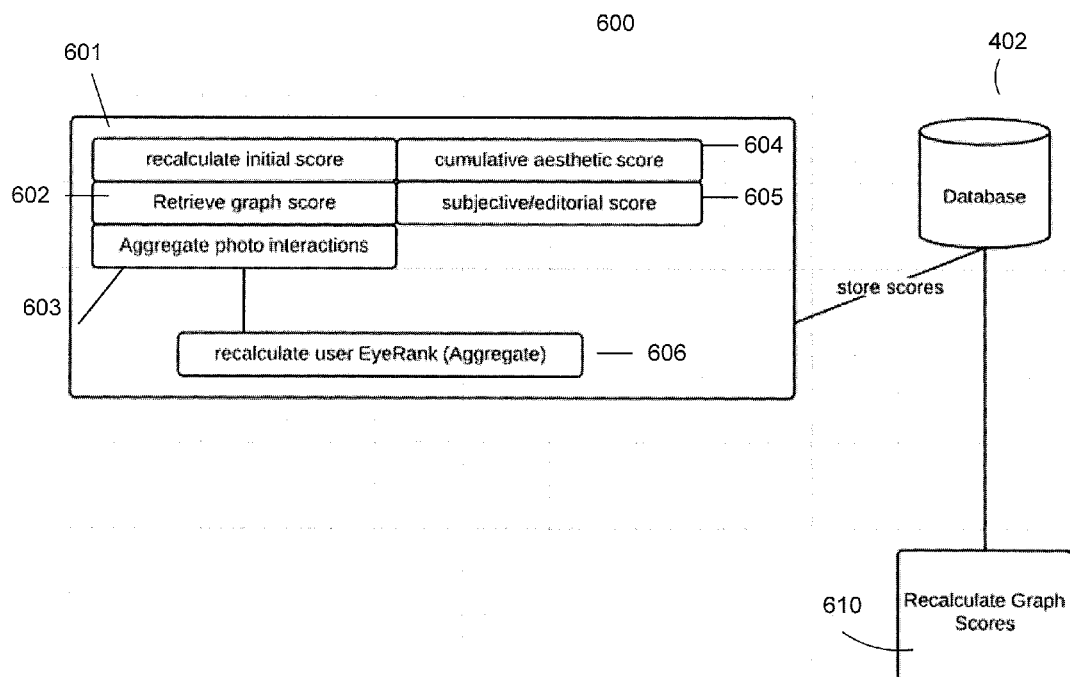 600
601
402
recalculate initial score
cumulative aesthetic score
604
602
Retrieve graph score
subjective/editorial score
605
Database
Aggregate photo interactions
603
store scores
recalculate user EyeRank (Aggregate)
606
610
Recalculate Graph
Scores